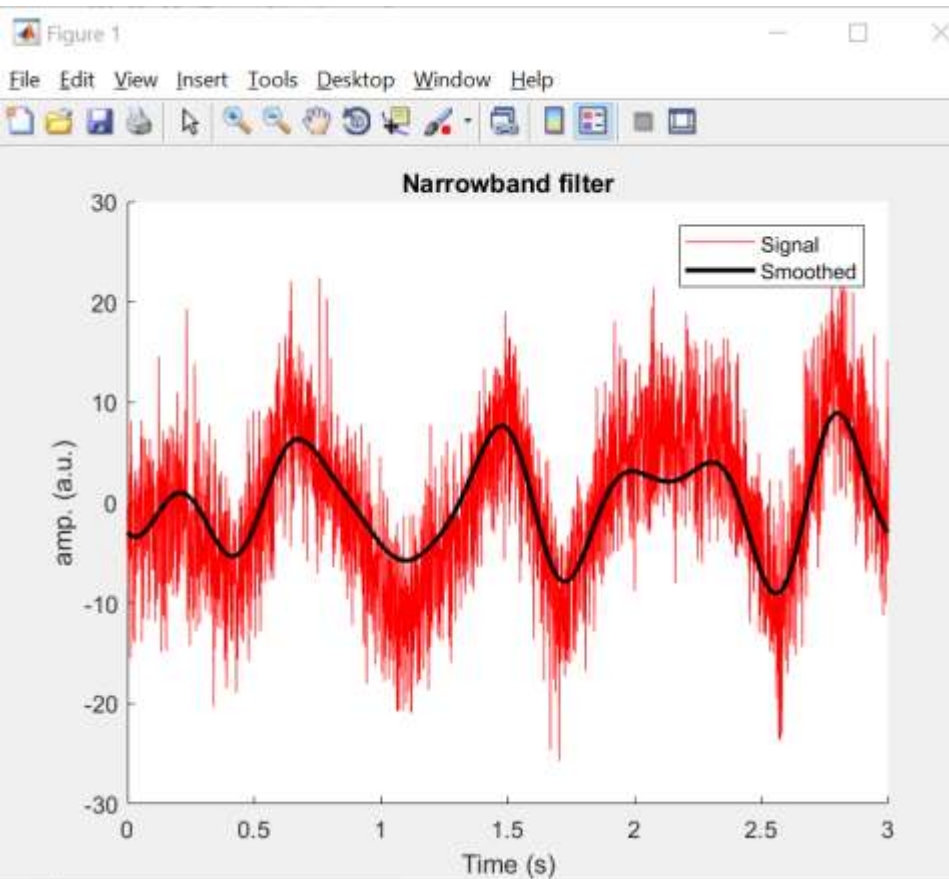 Figure 1
File Edit View Insert Tools Desktop Window Help
Narrowband filter
30
20
10
0
-10
-20
-30
amp. (a.u.)
Signal
Smoothed
0 0.5 1 1.5 2 2.5 3
Time (s)